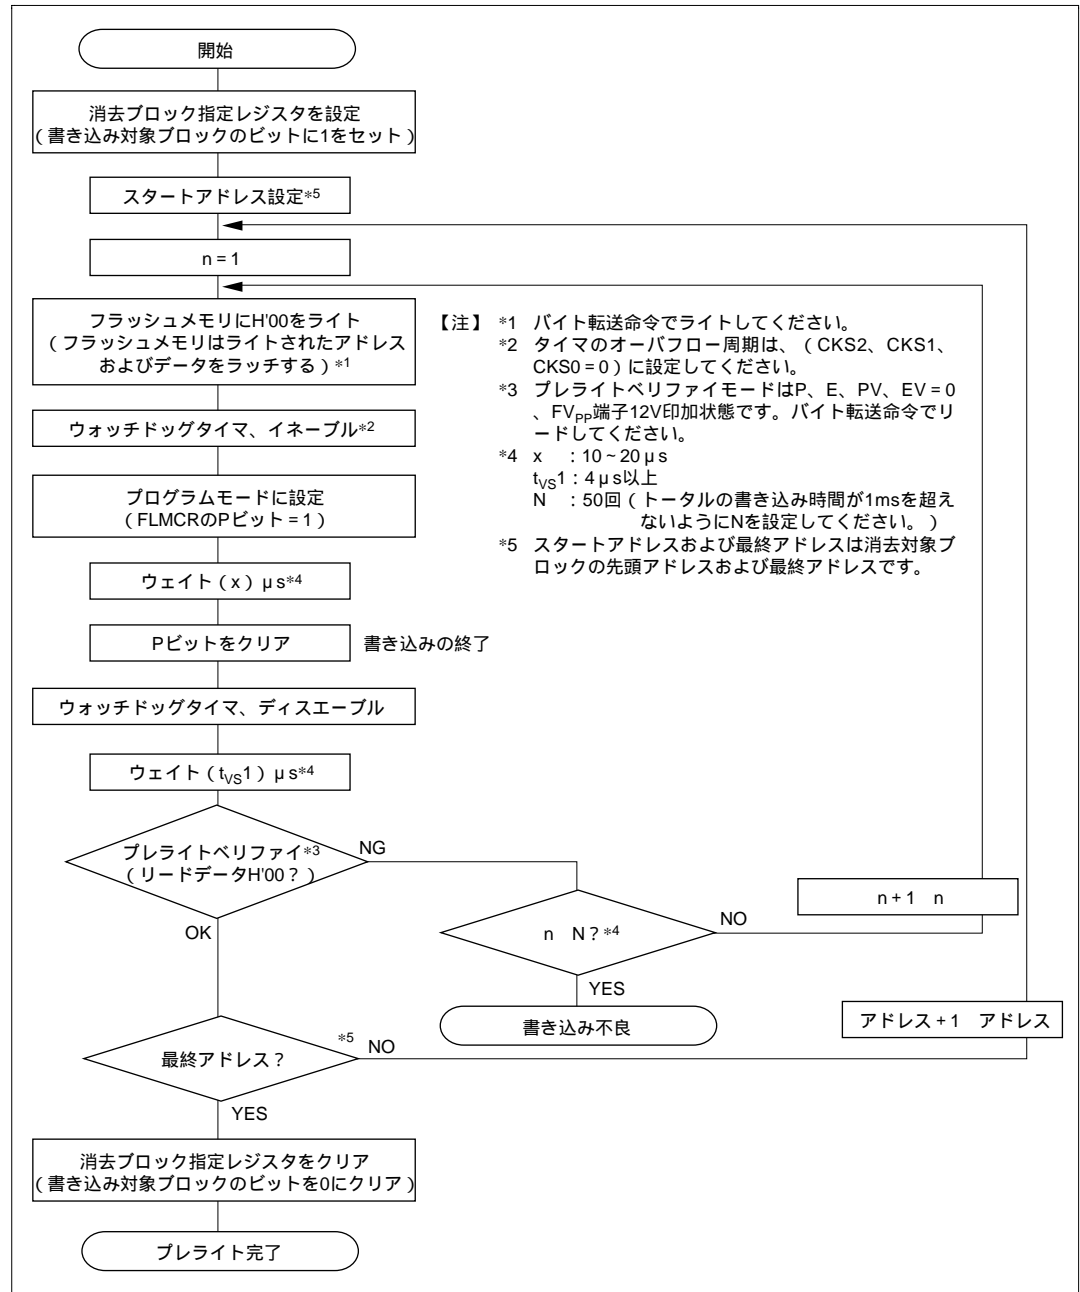 開始
消去ブロック指定レジスタを設定
（書き込み対象ブロックのビットに1をセット）
スタートアドレス設定*5
n = 1
フラッシュメモリにH'00をライト
（フラッシュメモリはライトされたアドレス
およびデータをラッチする）*1
ウォッチドッグタイマ、イネーブル*2
プログラムモードに設定
（FLMCRのPビット = 1）
ウェイト（x）μs*4
Pビットをクリア
書き込みの終了
ウォッチドッグタイマ、ディスエーブル
ウェイト（tVS1）μs*4
プレライトベリファイ*3
（リードデータH'00？）
NG
OK
n N？*4
NO
YES
n + 1 n
書き込み不良
アドレス + 1 アドレス
最終アドレス？
*5
NO
YES
消去ブロック指定レジスタをクリア
（書き込み対象ブロックのビットを0にクリア）
プレライト完了
【注】 *1 バイト転送命令でライトしてください。
*2 タイマのオーバフロー周期は、（CKS2、CKS1、
CKS0 = 0）に設定してください。
*3 プレライトベリファイモードはP、E、PV、EV = 0
、FVPP端子12V印加状態です。バイト転送命令でリ
ードしてください。
*4 x ：10 ~ 20 μs
tVS1：4 μs以上
N ：50回（トータルの書き込み時間が1msを超え
ないようにNを設定してください。）
*5 スタートアドレスおよび最終アドレスは消去対象ブ
ロックの先頭アドレスおよび最終アドレスです。